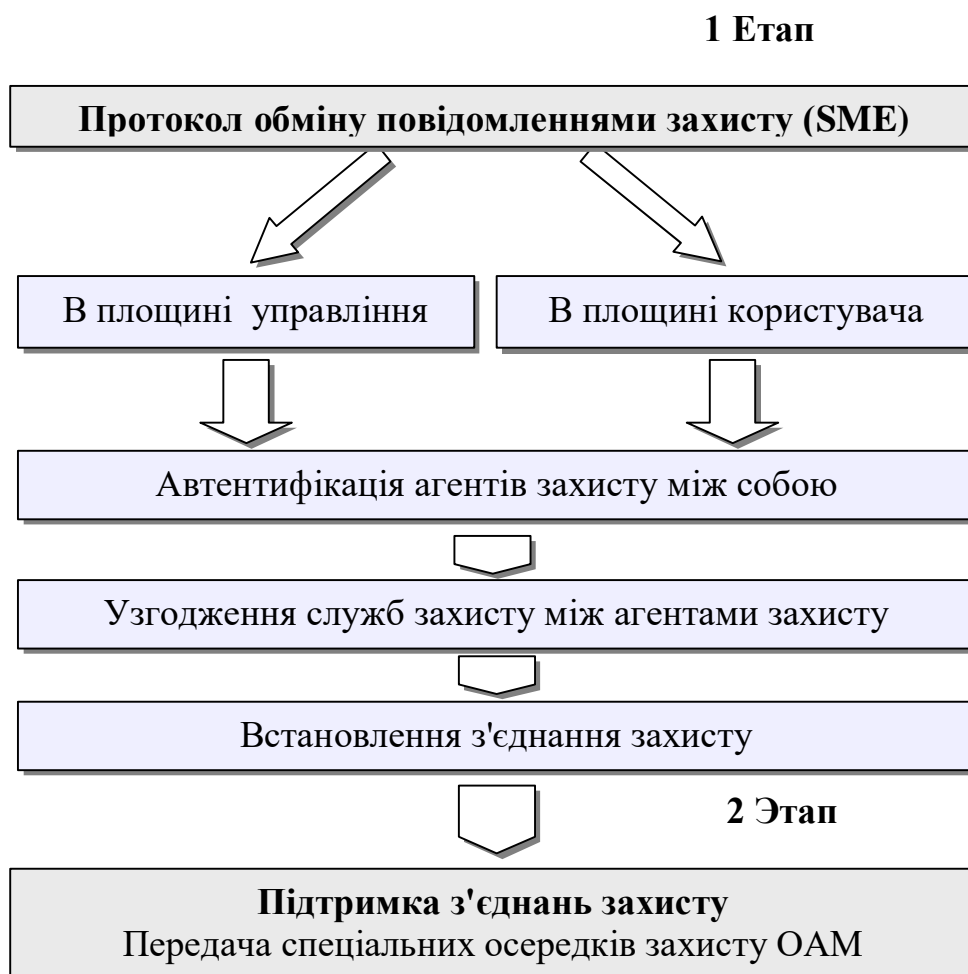 1 Етап
Протокол обміну повідомленнями захисту (SME)
В площині управління
В площині користувача
Автентифікація агентів захисту між собою
Узгодження служб захисту між агентами захисту
Встановлення з'єднання захисту
2 Этап
Підтримка з'єднань захисту
Передача спеціальних осередків захисту ОАМ